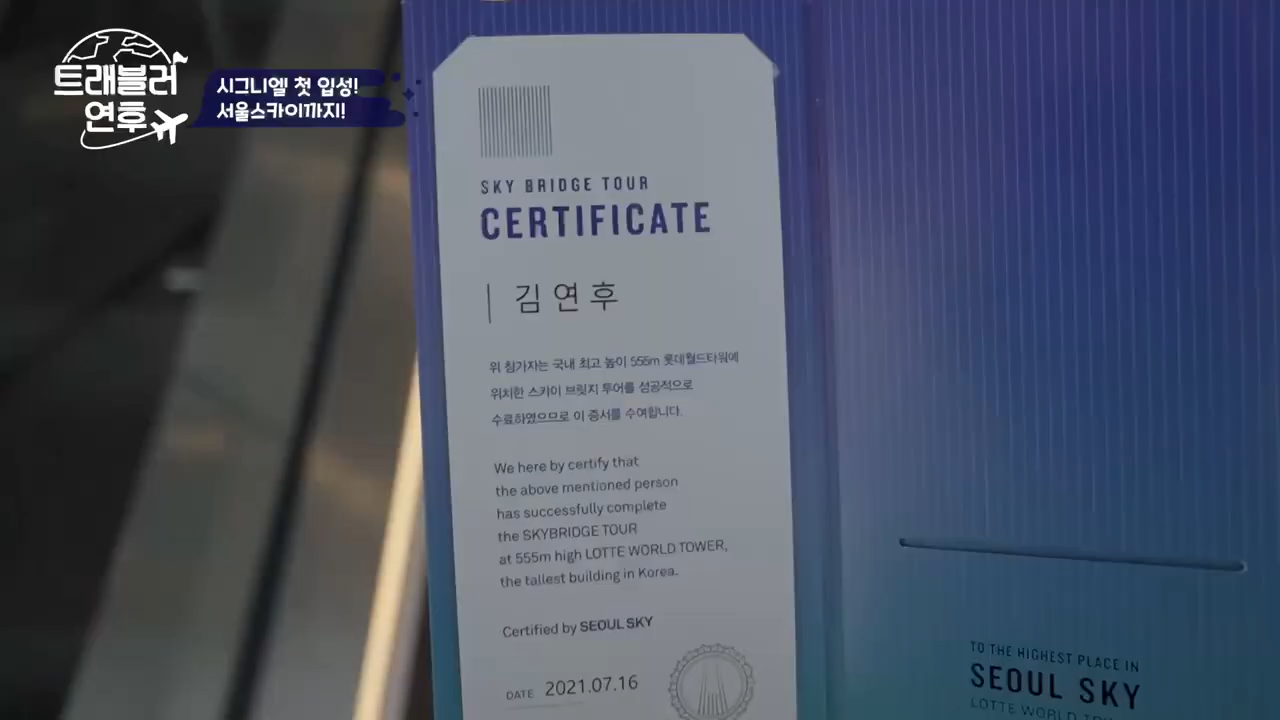 트래블러
연후
시그니엘 첫 입성!
서울스카이까지!
SKY BRIDGE TOUR
CERTIFICATE
김연후
위 참가자는 국내 최고 높이 555m 롯데월드타워에
위치한 스카이 브릿지 투어를 성공적으로
수료하였으므로 이 증서를 수여합니다.
We here by certify that
the above mentioned person
has successfully complete
the SKYBRIDGE TOUR
at 555m high LOTTE WORLD TOWER,
the tallest building in Korea.
Certified by SEOUL SKY
DATE 2021.07.16
TO THE HIGHEST PLACE IN
SEOUL SKY
LOTTE WORLD